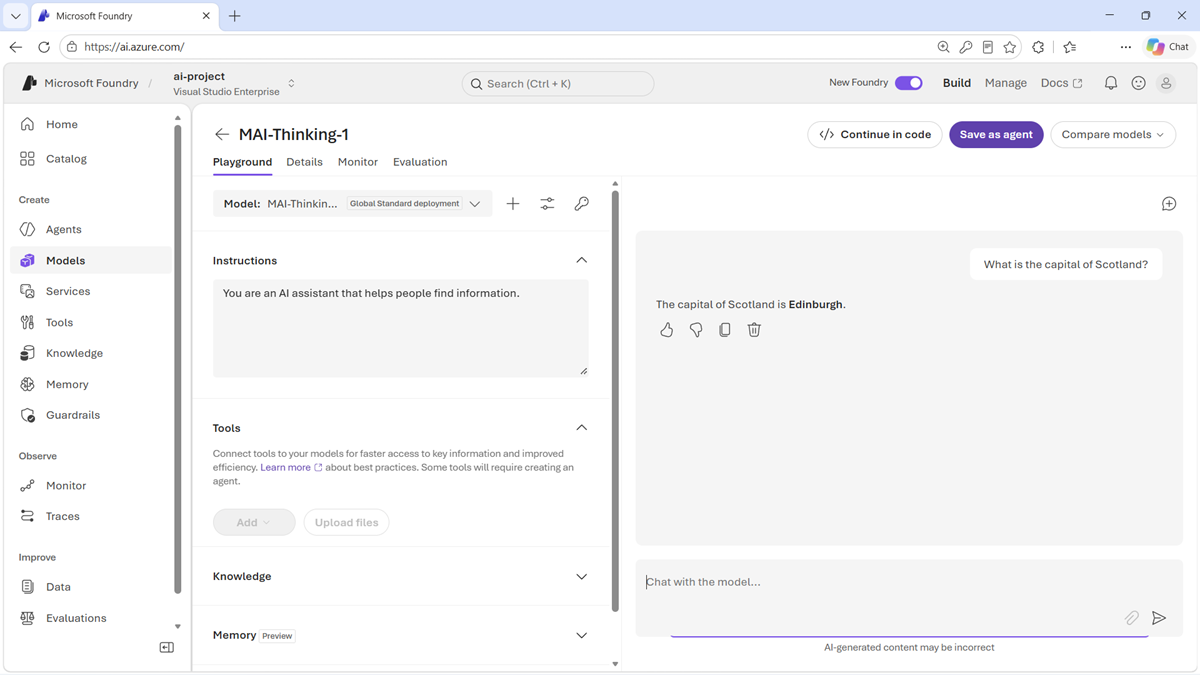 Microsoft Foundry
https://ai.azure.com/
Chat
Microsoft Foundry /
ai-project
Visual Studio Enterprise
Search (Ctrl + K)
New Foundry
Build
Manage
Docs
Home
Catalog
Create
Agents
Models
Services
Tools
Knowledge
Memory
Guardrails
Observe
Monitor
Traces
Improve
Data
Evaluations
MAI-Thinking-1
Continue in code
Save as agent
Compare models
Playground
Details
Monitor
Evaluation
Model: MAI-Thinkin... Global Standard deployment
Instructions
You are an AI assistant that helps people find information.
Tools
Connect tools to your models for faster access to key information and improved
efficiency. Learn more about best practices. Some tools will require creating an
agent.
Add
Upload files
Knowledge
Memory Preview
What is the capital of Scotland?
The capital of Scotland is Edinburgh.
Chat with the model...
AI-generated content may be incorrect